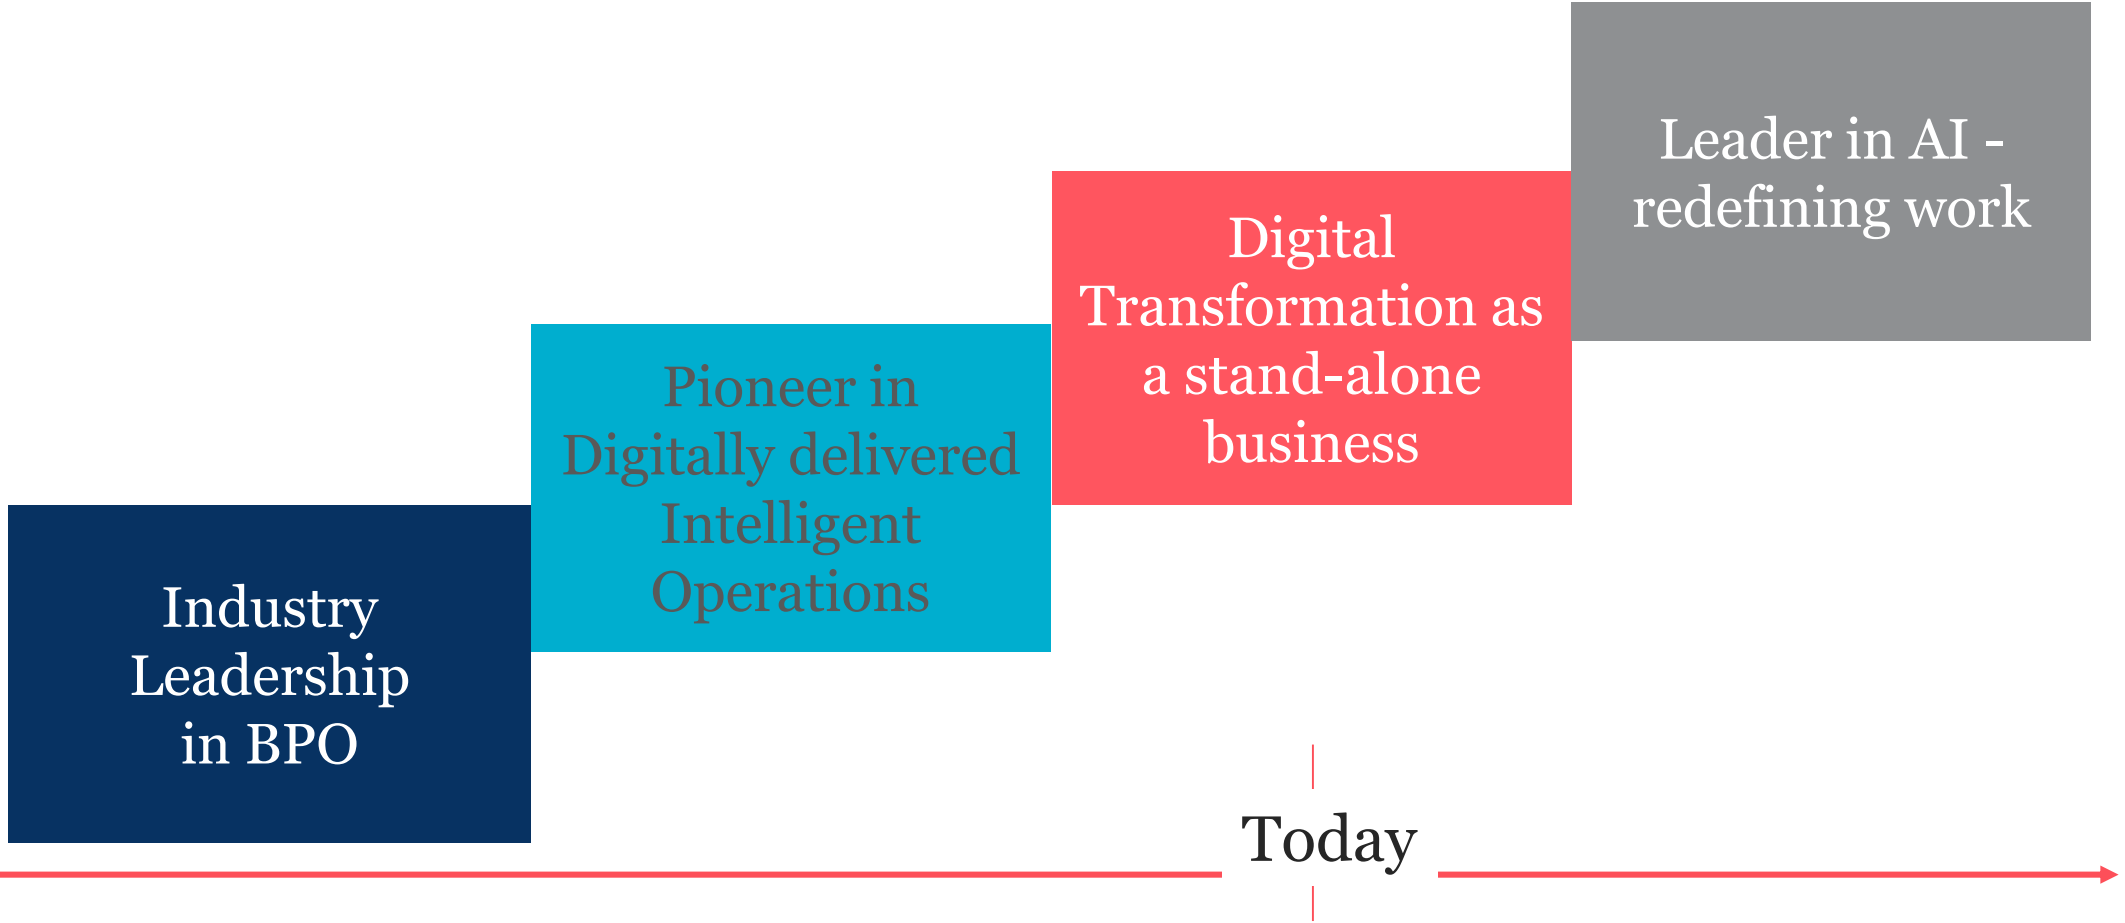 Industry
Leadership
in BPO
Pioneer in
Digitally delivered
Intelligent
Operations
Digital
Transformation as
a stand-alone
business
Leader in AI -
redefining work
Today